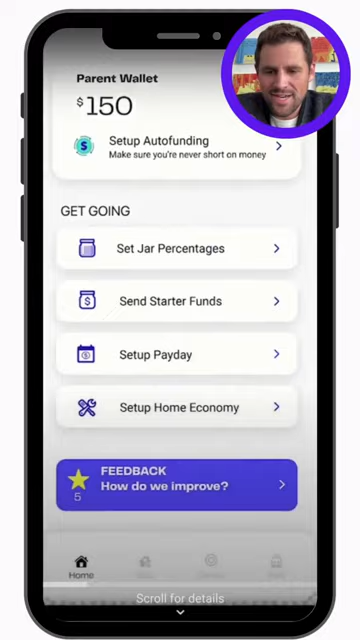 Parent Wallet
$150
Setup Autofunding
Make sure you're never short on money
GET GOING
Set Jar Percentages
Send Starter Funds
Setup Payday
Setup Home Economy
FEEDBACK
How do we improve?
5
Home
Scroll for details